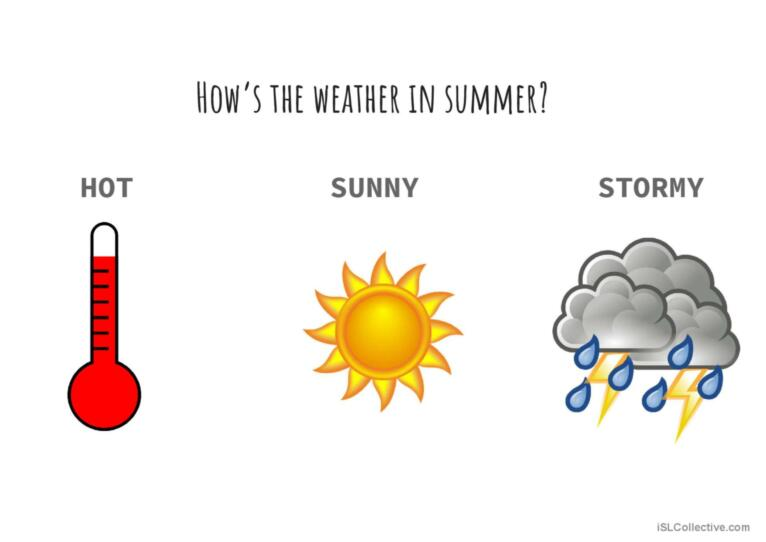 How's the weather in summer?
HOT
SUNNY
STORMY
iSLCollective.com